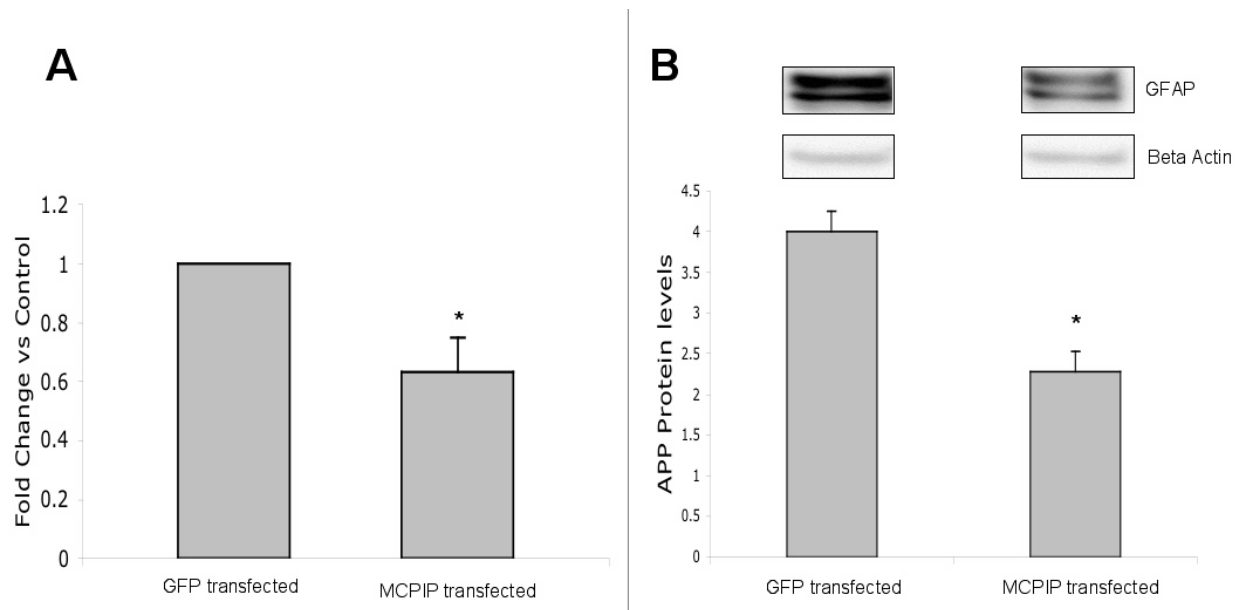 A
Fold Change vs Control
1.2
1
0.8
0.6
0.4
0.2
0
*
GFP transfected
MCPIP transfected
B
GFAP
Beta Actin
APP Protein levels
4.5
4
3.5
3
2.5
2
1.5
1
0.5
0
*
GFP transfected
MCPIP transfected